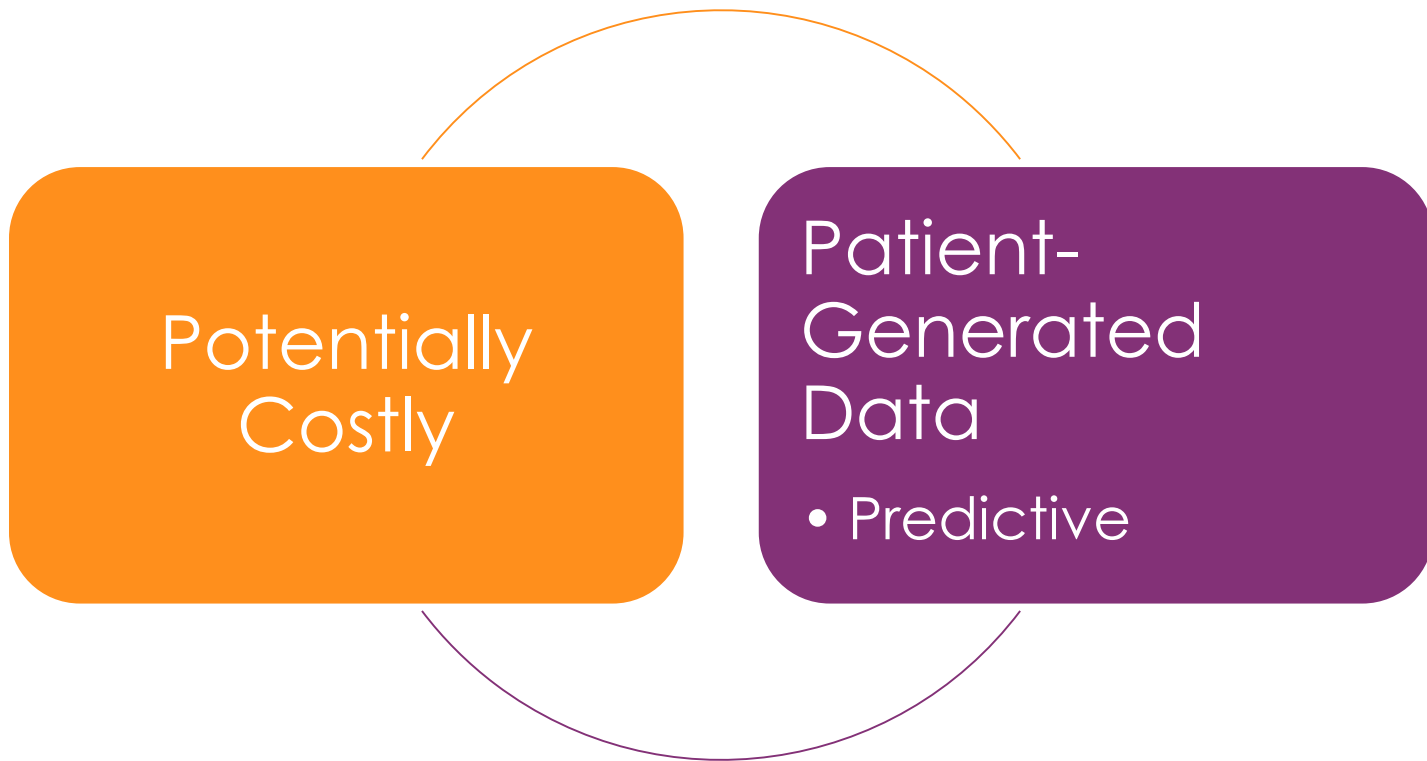 Potentially
Costly
Patient-
Generated
Data
• Predictive